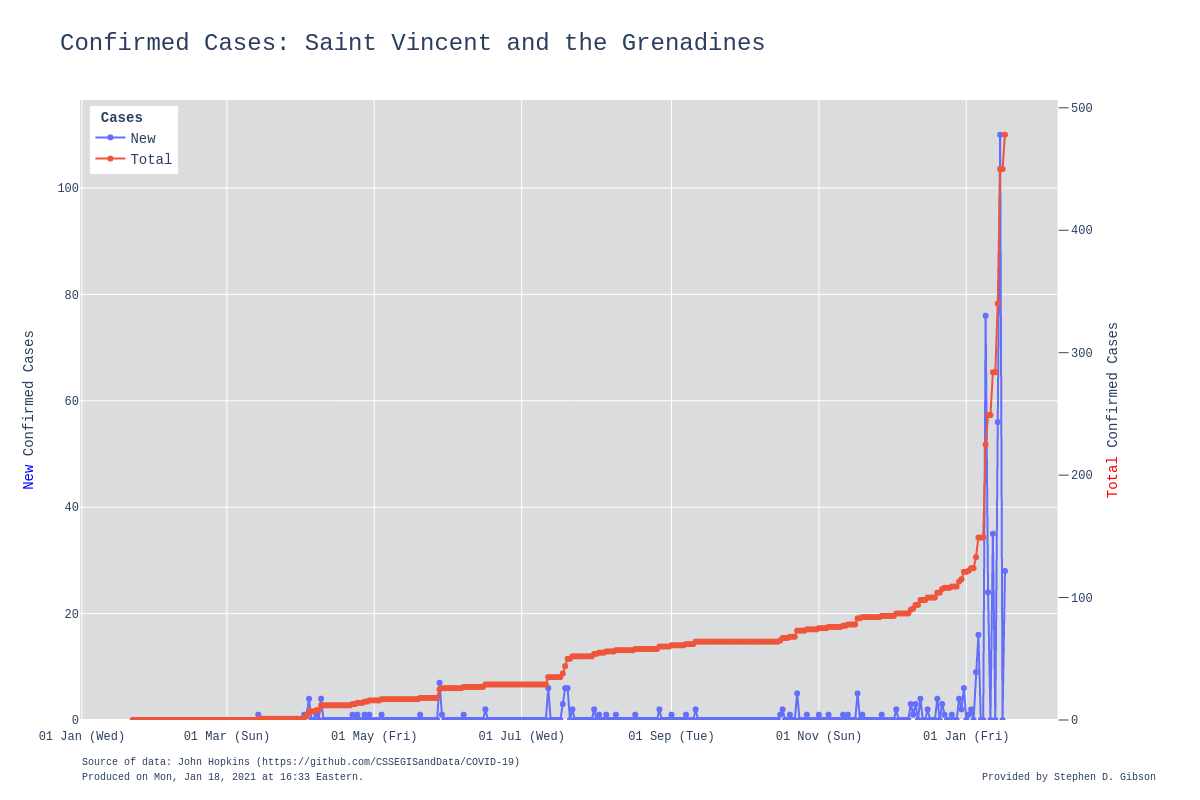 Confirmed Cases: Saint Vincent and the Grenadines
Cases
New
Total
100
80
60
40
20
0
500
400
300
200
100
0
New Confirmed Cases
Total Confirmed Cases
01 Jan (Wed) 01 Mar (Sun) 01 May (Fri) 01 Jul (Wed) 01 Sep (Tue) 01 Nov (Sun) 01 Jan (Fri)
Source of data: John Hopkins (https://github.com/CSSEGISandData/COVID-19)
Produced on Mon, Jan 18, 2021 at 16:33 Eastern.
Provided by Stephen D. Gibson